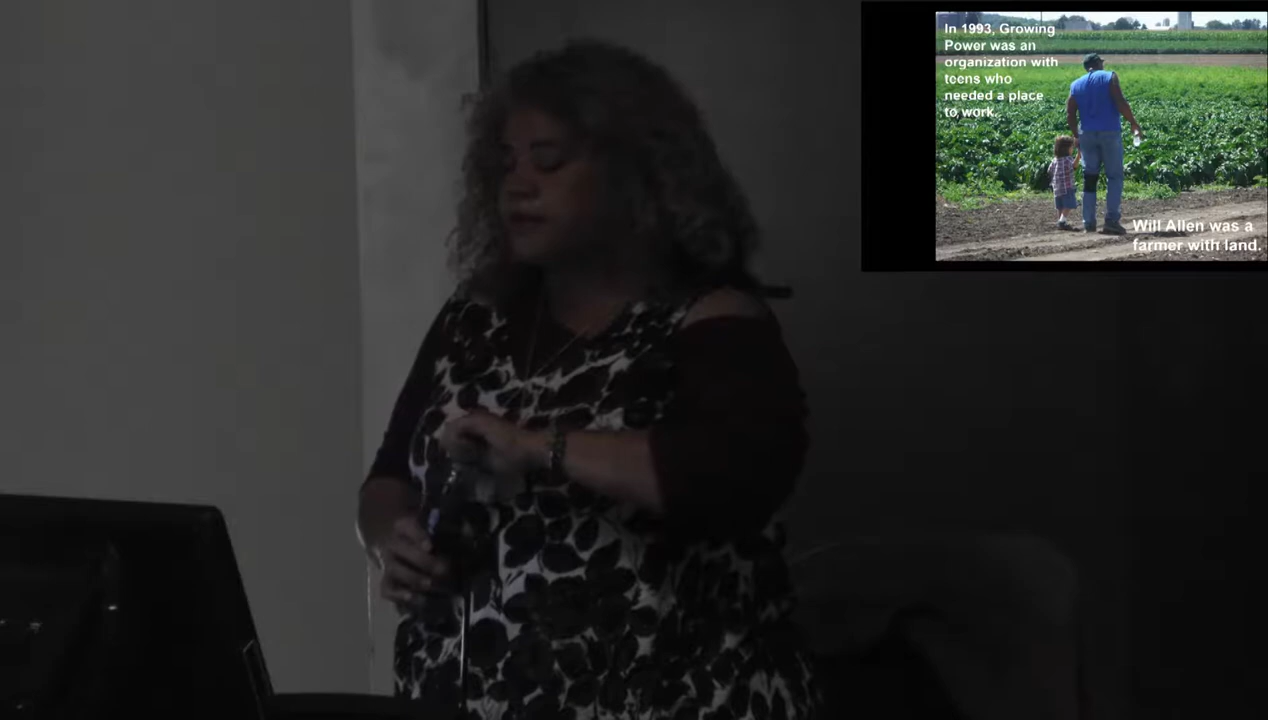 In 1993, Growing
Power was an
organization with
teens who
needed a place
to work.
Will Allen was a
farmer with land.